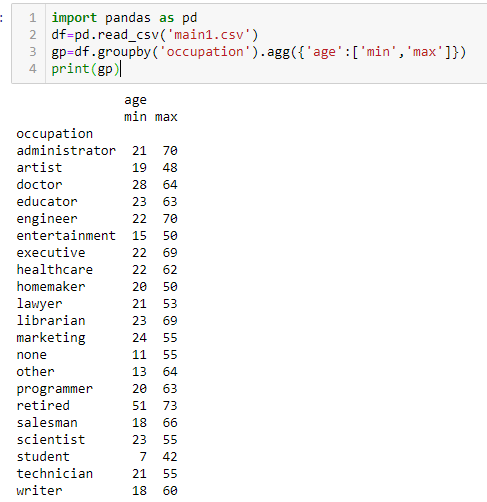 1 import pandas as pd
2 df=pd.read_csv('main1.csv')
3 gp=df.groupby('occupation').agg({'age':['min','max']})
4 print(gp)
age
min max
occupation
administrator 21 70
artist 19 48
doctor 28 64
educator 23 63
engineer 22 70
entertainment 15 50
executive 22 69
healthcare 22 62
homemaker 20 50
lawyer 21 53
librarian 23 69
marketing 24 55
none 11 55
other 13 64
programmer 20 63
retired 51 73
salesman 18 66
scientist 23 55
student 7 42
technician 21 55
writer 18 60